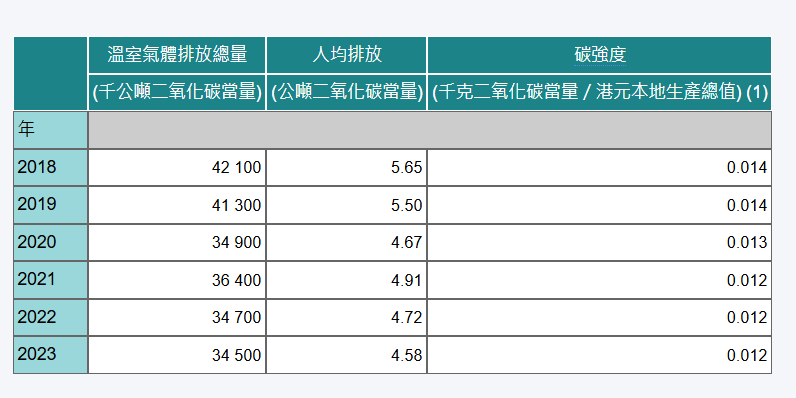 溫室氣體排放總量 人均排放 碳強度
(千公噸二氧化碳當量) (公噸二氧化碳當量) (千克二氧化碳當量 / 港元本地生產總值) (1)
年
2018 42 100 5.65 0.014
2019 41 300 5.50 0.014
2020 34 900 4.67 0.013
2021 36 400 4.91 0.012
2022 34 700 4.72 0.012
2023 34 500 4.58 0.012